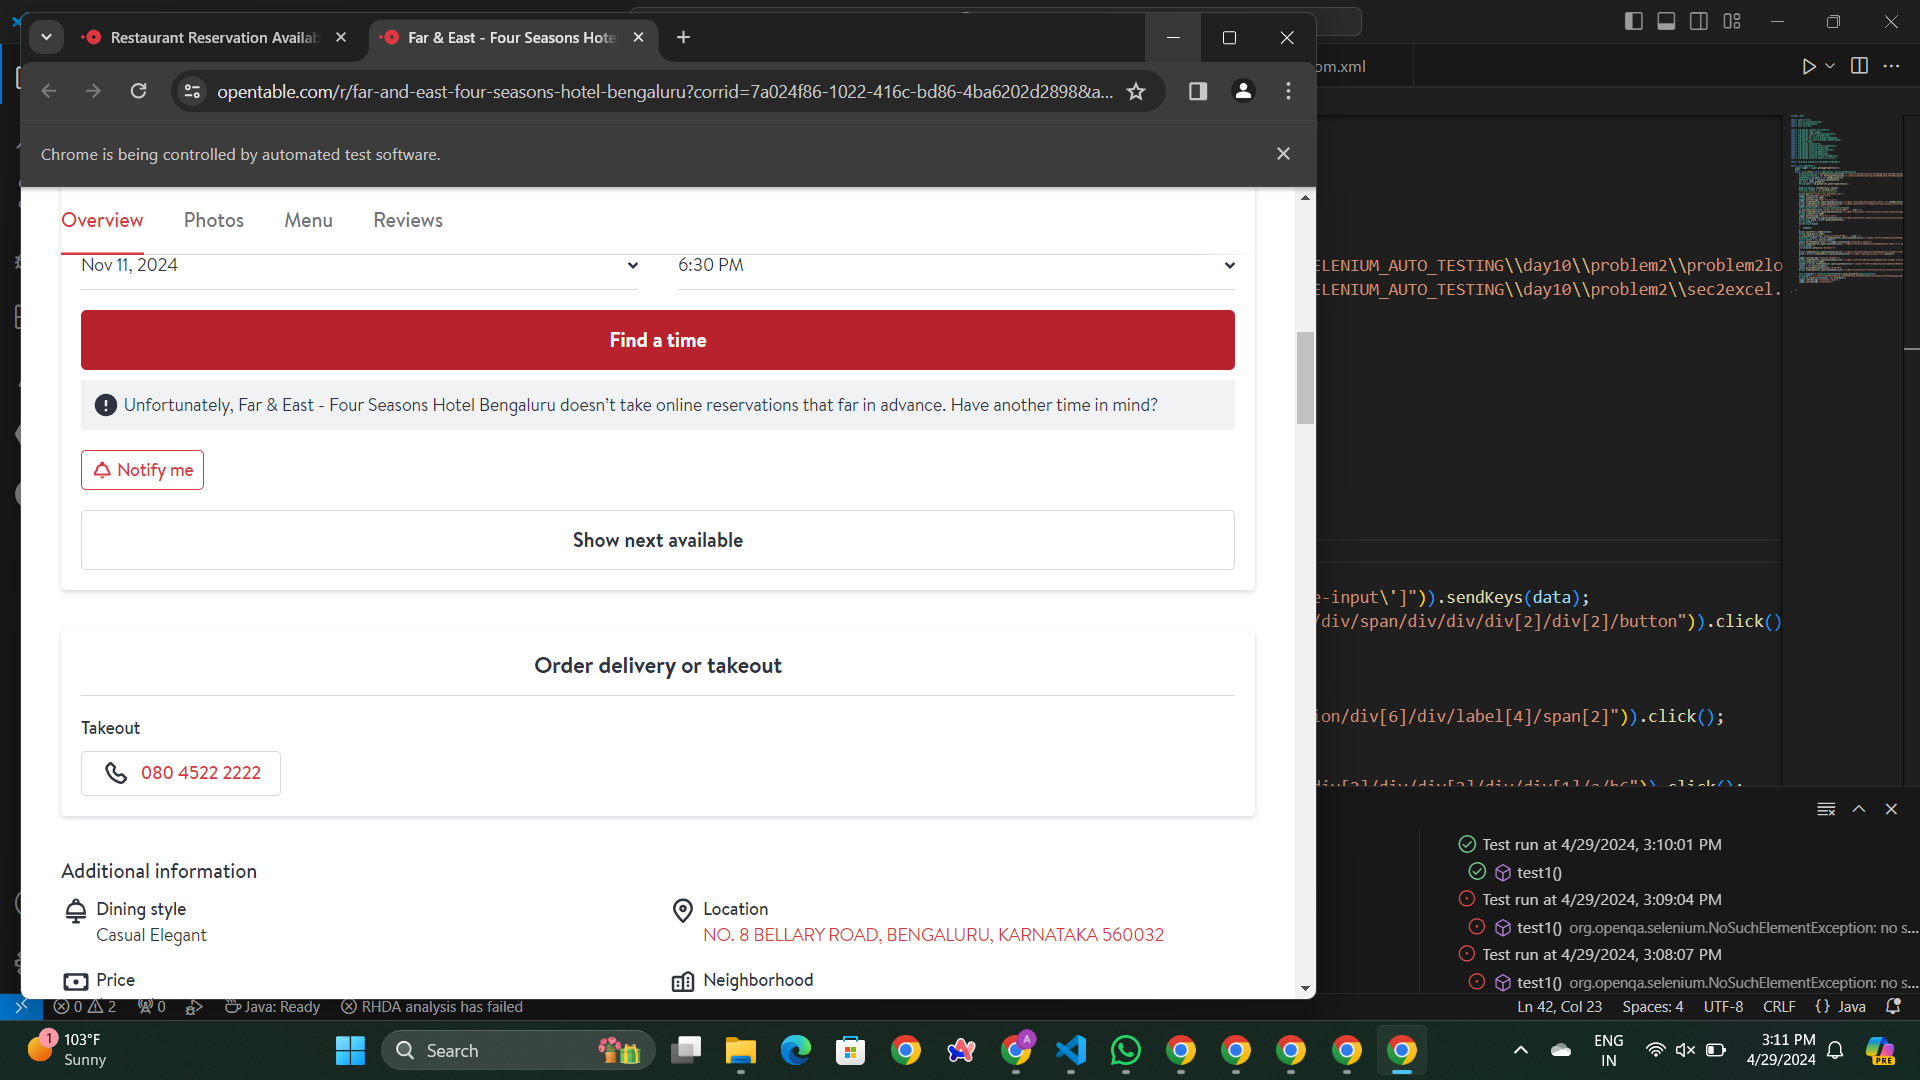 Restaurant Reservation Availab
Far & East - Four Seasons Hote
om.xml
opentable.com/r/far-and-east-four-seasons-hotel-bengaluru?corrid=7a024f86-1022-416c-bd86-4ba6202d2898&a...
Chrome is being controlled by automated test software.
Overview Photos Menu Reviews
Nov 11, 2024 6:30 PM
ELENIUM_AUTO_TESTING\\day10\\problem2\\problem2lo
ELENIUM_AUTO_TESTING\\day10\\problem2\\sec2excel.
Find a time
Unfortunately, Far & East - Four Seasons Hotel Bengaluru doesn't take online reservations that far in advance. Have another time in mind?
Notify me
Show next available
e-input\']")).sendKeys(data);
/div/span/div/div/div[2]/div[2]/button")).click()
Order delivery or takeout
ion/div[6]/div/label[4]/span[2]")).click();
Takeout
080 4522 2222
Test run at 4/29/2024, 3:10:01 PM
test1()
Test run at 4/29/2024, 3:09:04 PM
test1() org.openqa.selenium.NoSuchElementException: no s...
Test run at 4/29/2024, 3:08:07 PM
test1() org.openqa.selenium.NoSuchElementException: no s...
Additional information
Dining style
Casual Elegant
Location
NO. 8 BELLARY ROAD, BENGALURU, KARNATAKA 560032
Price
Neighborhood
0 2 0 Java: Ready RHDA analysis has failed
Ln 42, Col 23 Spaces: 4 UTF-8 CRLF {} Java
1
103°F
Sunny
Search
A
ENG
IN
3:11 PM
4/29/2024
PRE